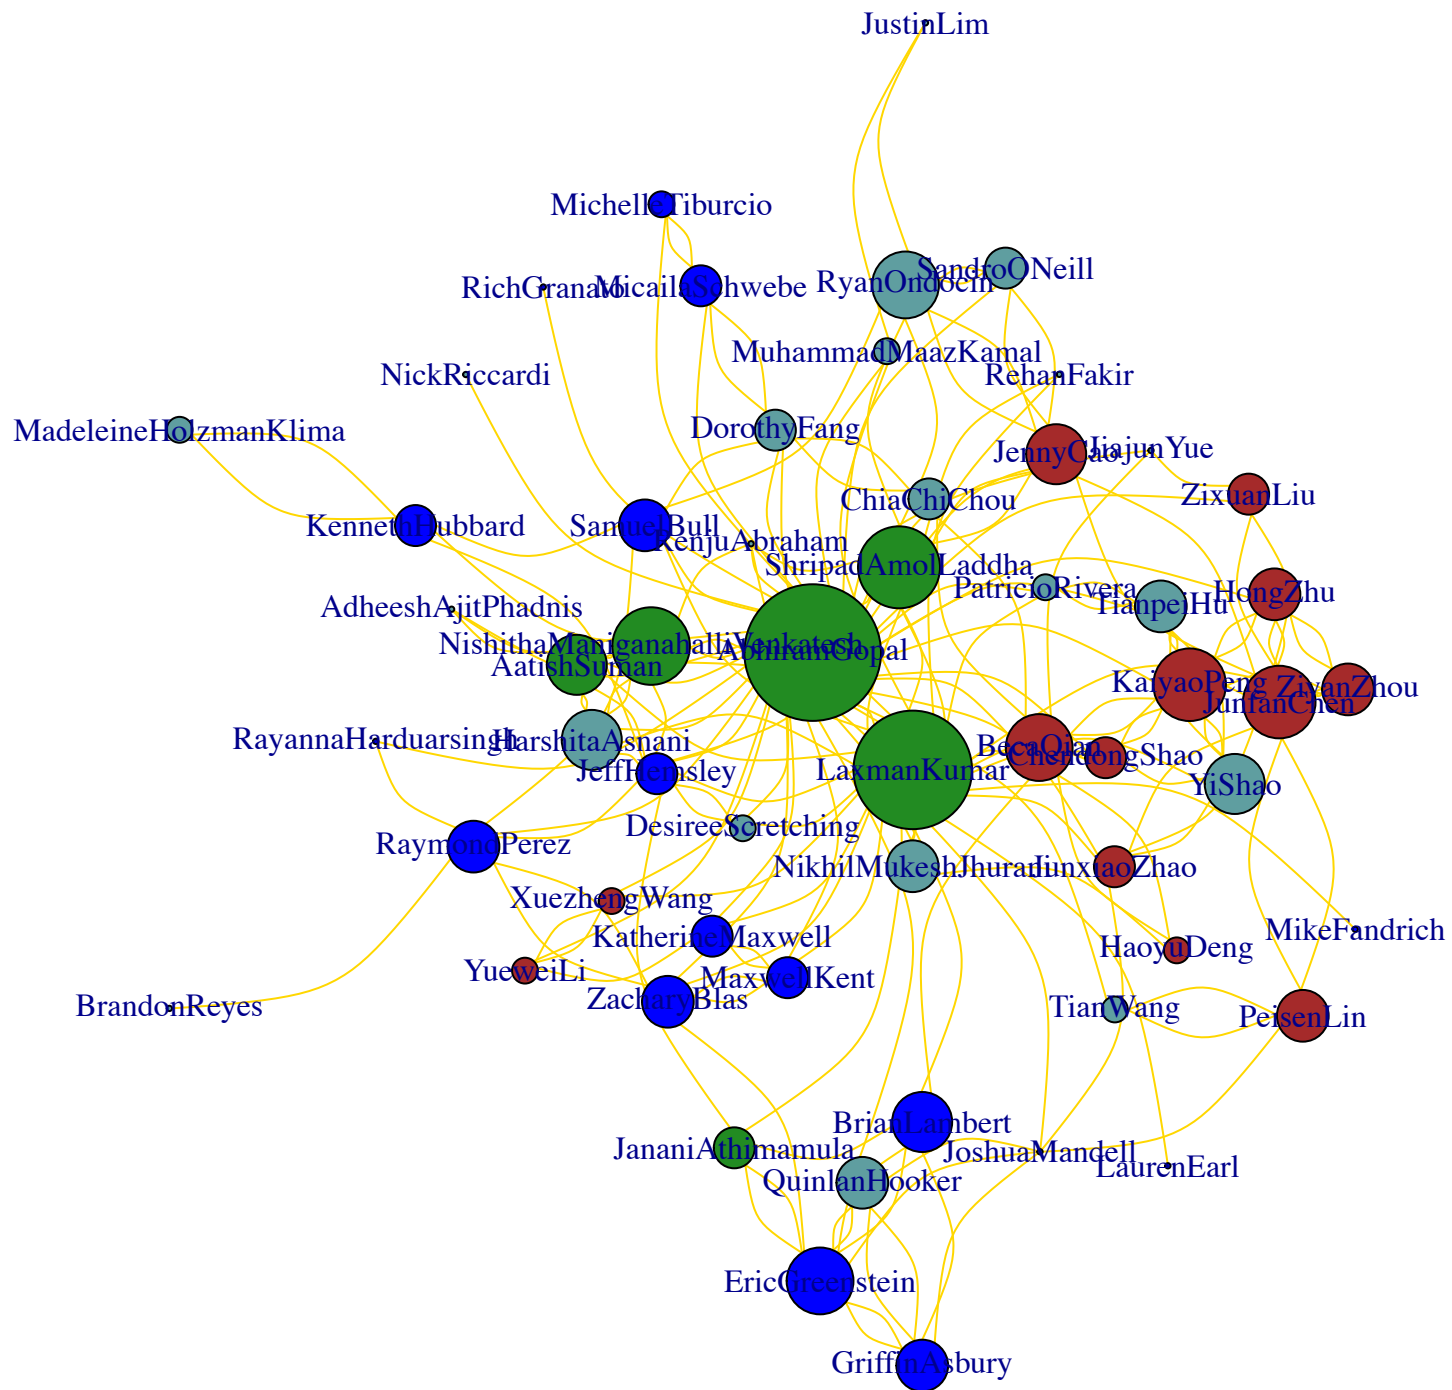 JustinLim
MichelleTiburcio
RichGranato
MicailaSchwebe
RyanOndocin
SandroONeill
MuhammadMaazKamal
NickRiccardi
RehanFakir
MadeleineHolzmanKlima
DorothyFang
JennyCao
JiajunYue
ChiaChiChou
ZixuanLiu
KennethHubbard
SamuelBull
RenjuAbraham
ShripadAmolLaddha
PatricioRivera
TianpeiHu
HongZhu
AdheeshAjitPhadnis
NishithaManiganahalliVenkatesh
AbhiramGopal
AatishSuman
KaiyaoPeng
ZiyanZhou
JunfanChen
RayannaHarduarsingh
HarshitaAsnani
BecaQian
ChendongShao
JeffHemsley
LaxmanKumar
YiShao
DesireeScretching
RaymondPerez
NikhilMukeshJhurani
JunxiaoZhao
XuezhengWang
KatherineMaxwell
MikeFandrich
HaoyuDeng
YueweiLi
MaxwellKent
ZacharyBlas
BrandonReyes
TianWang
PeisenLin
BrianLambert
JananiAthimamula
JoshuaMandell
LaurenEarl
QuinlanHooker
EricGreenstein
GriffinAsbury